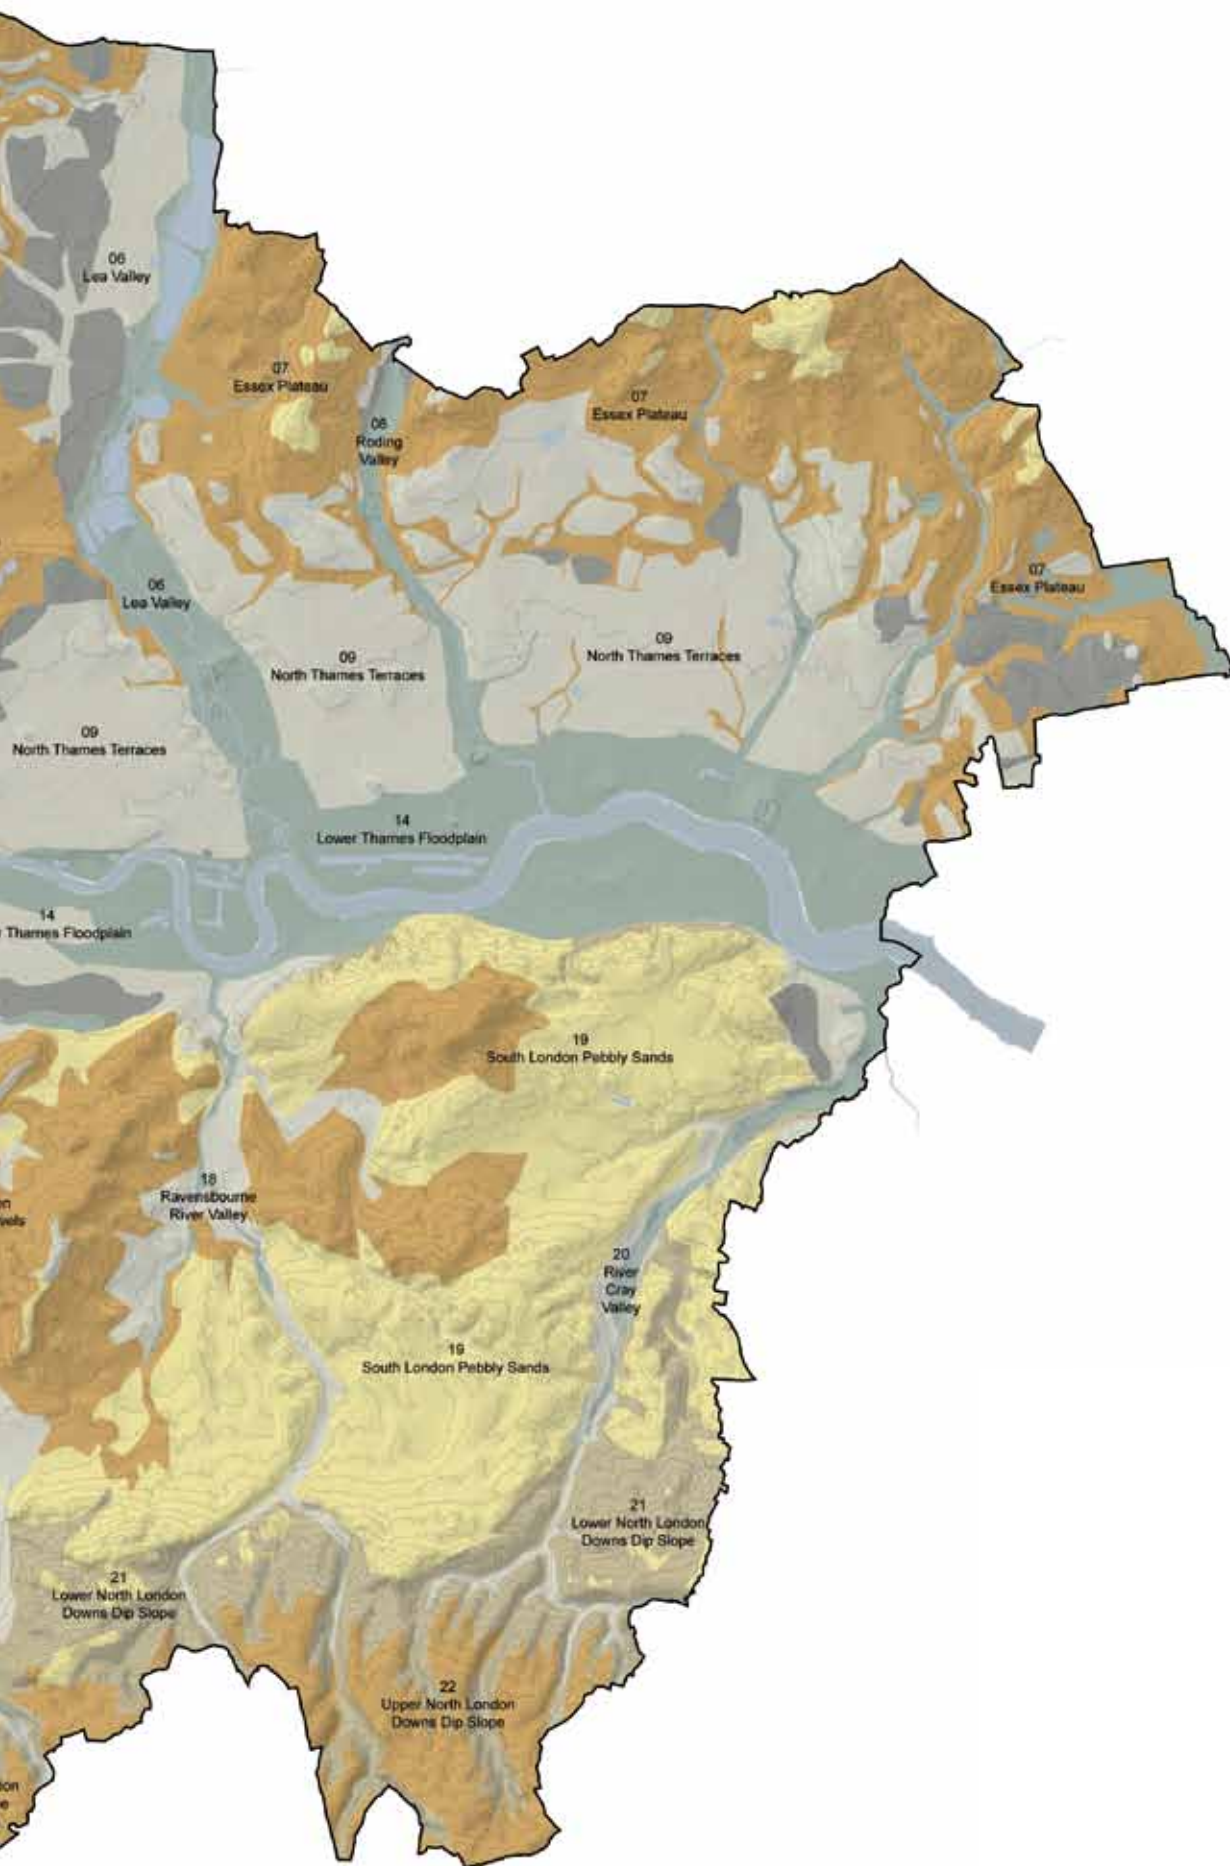 06
Lea Valley
07
Essex Plateau
07
Essex Plateau
08
Roding
Valley
07
Essex Plateau
06
Lea Valley
09
North Thames Terraces
09
North Thames Terraces
09
North Thames Terraces
14
Lower Thames Floodplain
14
Thames Floodplain
19
South London Pebbly Sands
18
Ravensbourne
River Valley
en
vels
20
River
Cray
Valley
19
South London Pebbly Sands
21
Lower North London
Downs Dip Slope
21
Lower North London
Downs Dip Slope
22
Upper North London
Downs Dip Slope
on
e